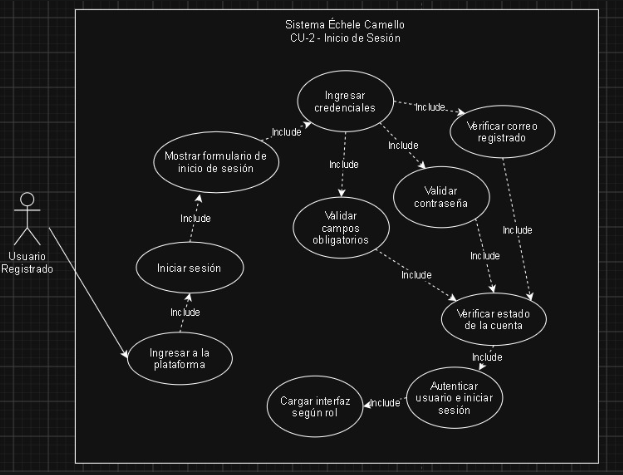 Sistema Échele Camello
CU-2 - Inicio de Sesión
Ingresar
credenciales
Include
Verificar correo
registrado
Include
Mostrar formulario de
inicio de sesión
Include
Include
Validar
contraseña
Validar
campos
obligatorios
Include
Usuario
Registrado
Iniciar sesión
Include
Include
Include
Verificar estado
de la cuenta
Include
Include
Ingresar a la
plataforma
Include
Autenticar
usuario e iniciar
sesión
Include
Cargar interfaz
según rol